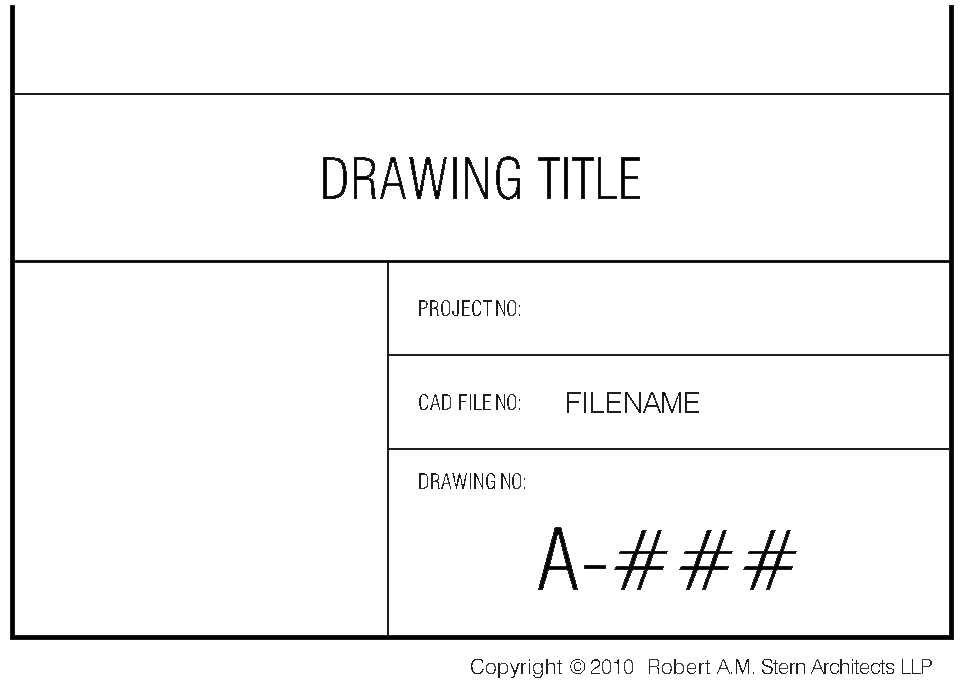 DRAWING TITLE
PROJECT NO:
CAD FILE NO: FILENAME
DRAWING NO:
A-###
Copyright © 2010 Robert A.M. Stern Architects LLP